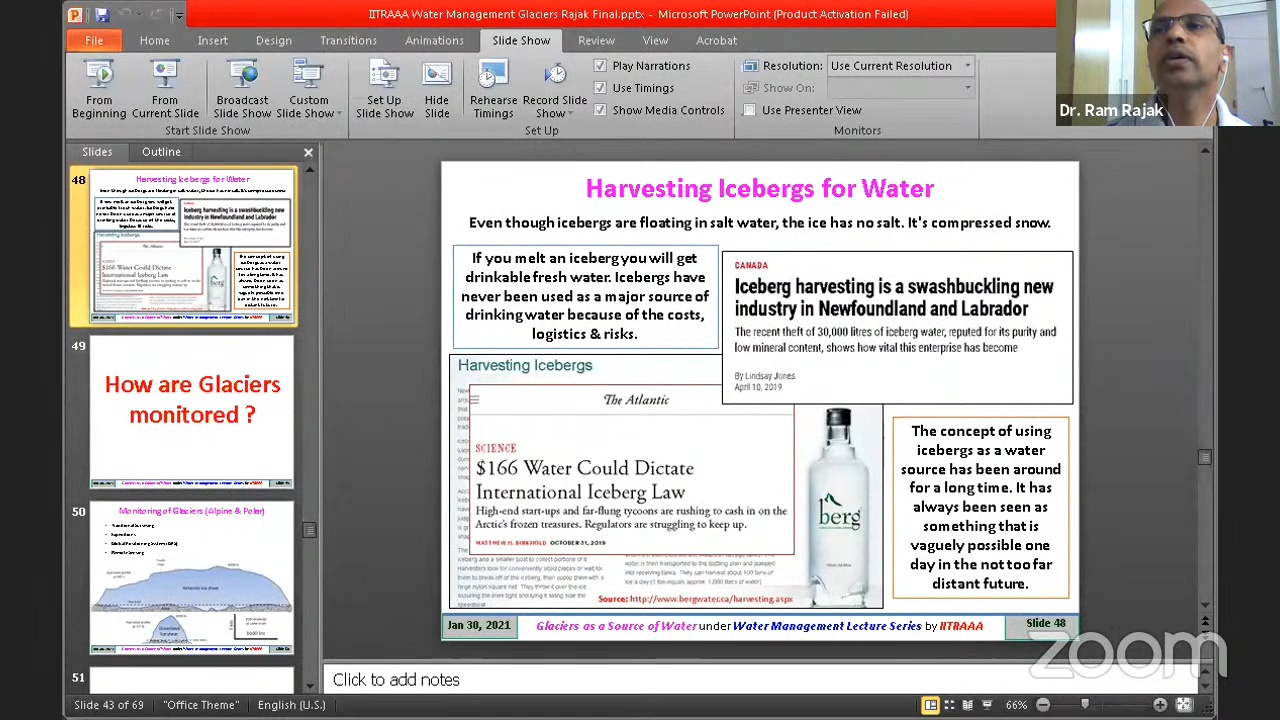 IITRAAA Water Management Glaciers Rajak Final.pptx - Microsoft PowerPoint (Product Activation Failed)
File Home Insert Design Transitions Animations Slide Show Review View Acrobat
From Beginning
From Current Slide
Broadcast Slide Show
Custom Slide Show
Start Slide Show
Set Up Slide Show
Hide Slide
Rehearse Timings
Record Slide Show
Play Narrations
Use Timings
Show Media Controls
Set Up
Resolution: Use Current Resolution
Show On:
Use Presenter View
Monitors
Dr. Ram Rajak
Slides Outline
48
Harvesting Icebergs for Water
49
How are Glaciers
monitored ?
50
Monitoring of Glaciers (Alpine & Polar)
51
Harvesting Icebergs for Water
Even though icebergs are floating in salt water, the ice has no salt. It's compressed snow.
If you melt an iceberg you will get
drinkable fresh water. Icebergs have
never been used as a major source of
drinking water because of the costs,
logistics & risks.
CANADA
Iceberg harvesting is a swashbuckling new
industry in Newfoundland and Labrador
The recent theft of 30,000 litres of iceberg water, reputed for its purity and
low mineral content, shows how vital this enterprise has become
By Lindsay Jones
April 10, 2019
Harvesting Icebergs
The Atlantic
SCIENCE
$166 Water Could Dictate
International Iceberg Law
High-end start-ups and far-flung tycoons are rushing to cash in on the
Arctic's frozen treasures. Regulators are struggling to keep up.
MATTHEW H. BIRKHOLD OCTOBER 31, 2019
berg
Source: http://www.bergwater.ca/harvesting.aspx
The concept of using
icebergs as a water
source has been around
for a long time. It has
always been seen as
something that is
vaguely possible one
day in the not too far
distant future.
Jan 30, 2021
Glaciers as a Source of Water under Water Management Lecture Series by IITRAAA
Slide 48
Click to add notes
zoom
Slide 43 of 69 "Office Theme" English (U.S.) 66%